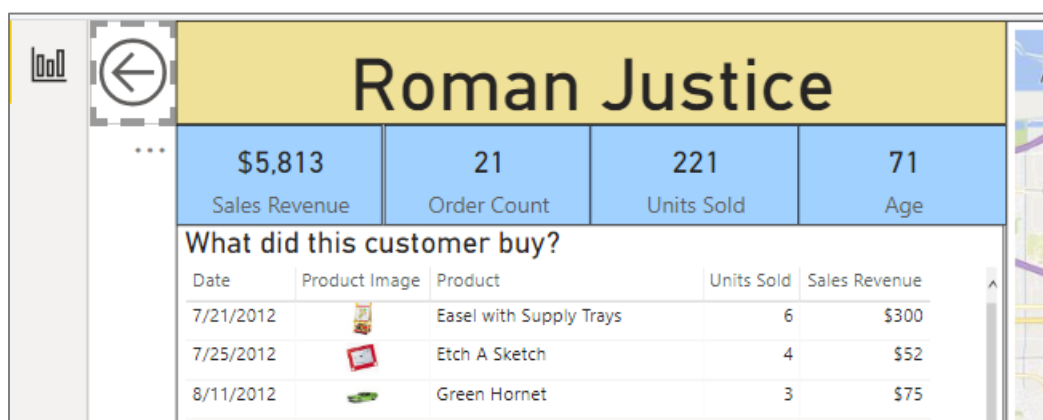 Roman Justice
$5,813 21 221 71
Sales Revenue Order Count Units Sold Age
What did this customer buy?
Date Product Image Product Units Sold Sales Revenue
7/21/2012 Easel with Supply Trays 6 $300
7/25/2012 Etch A Sketch 4 $52
8/11/2012 Green Hornet 3 $75